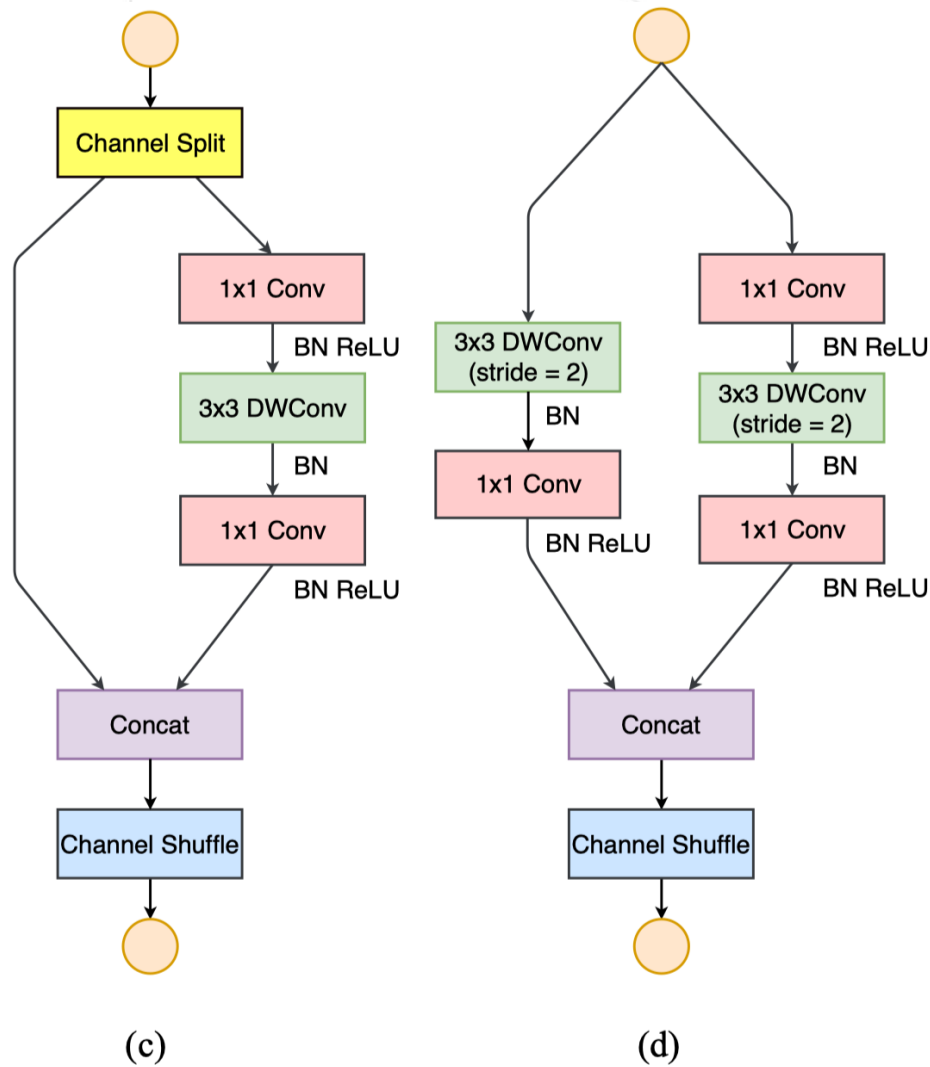 Channel Split
1x1 Conv
BN ReLU
3x3 DWConv
BN
1x1 Conv
BN ReLU
Concat
Channel Shuffle
(c)
3x3 DWConv
(stride = 2)
BN
1x1 Conv
BN ReLU
1x1 Conv
BN ReLU
3x3 DWConv
(stride = 2)
BN
1x1 Conv
BN ReLU
Concat
Channel Shuffle
(d)